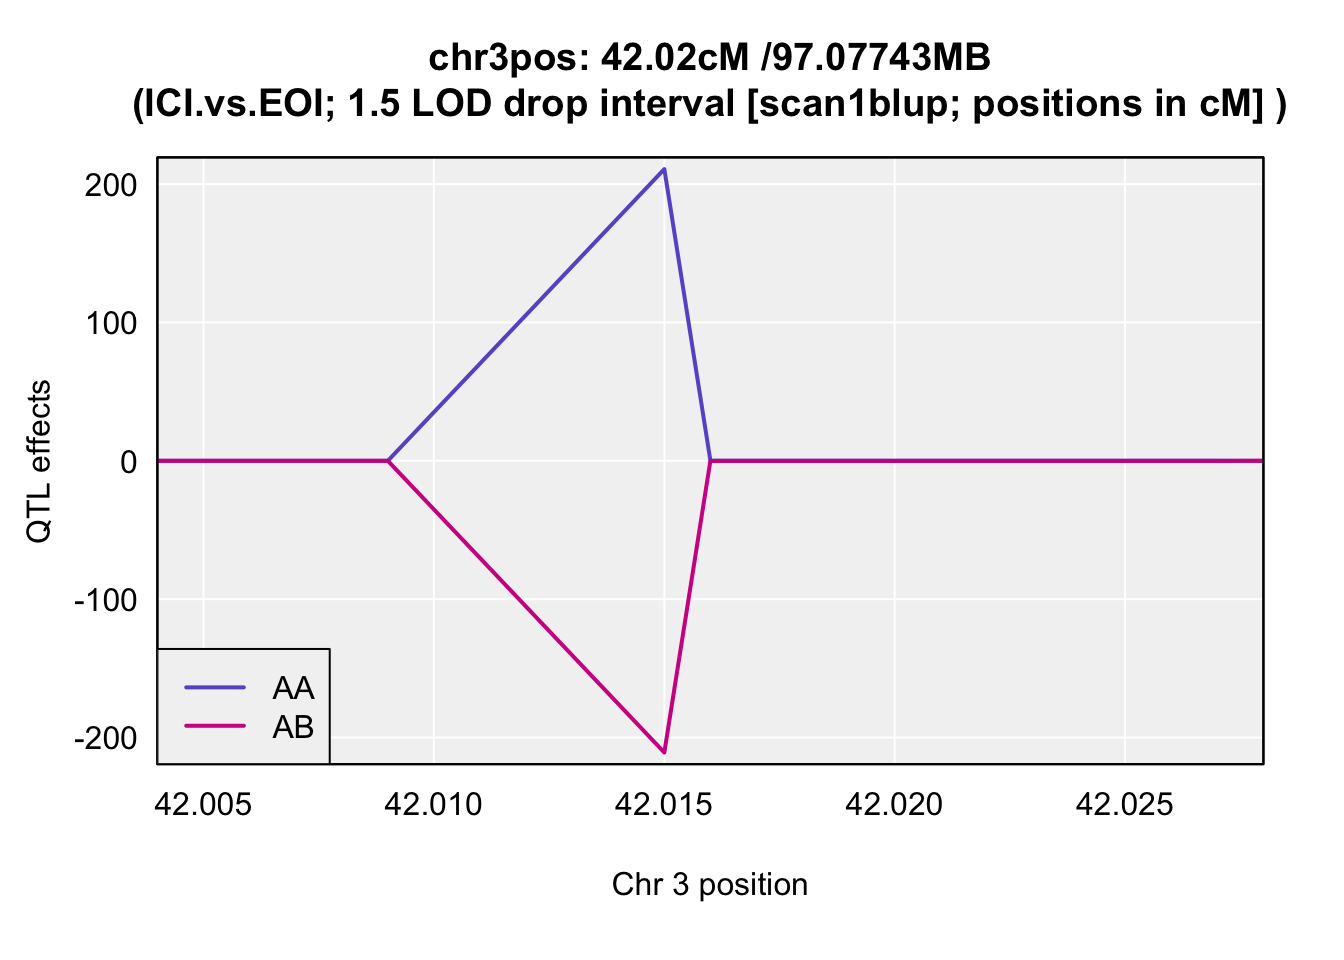 chr3pos: 42.02cM /97.07743MB
(ICI.vs.EOI; 1.5 LOD drop interval [scan1blup; positions in cM] )
QTL effects
200
100
0
-100
-200
AA
AB
42.005 42.010 42.015 42.020 42.025
Chr 3 position